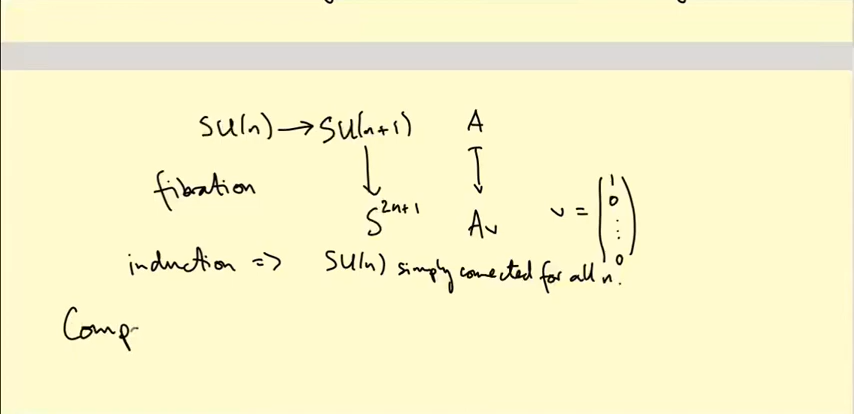 SU(n) → SU(n+1) A
fibration ↓ ↧
S^{2n+1} Av v = (1 0 ⋮ 0)
induction => SU(n) simply connected for all n.
Comp